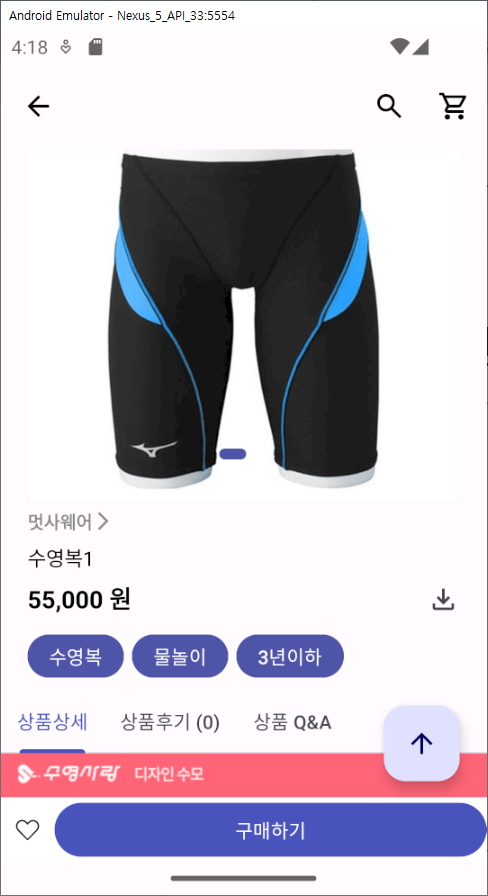 Android Emulator - Nexus_5_API_33:5554
4:18
멋사웨어
수영복1
55,000 원
수영복 물놀이 3년이하
상품상세 상품후기 (0) 상품 Q&A
수영사랑 디자인 수모
구매하기